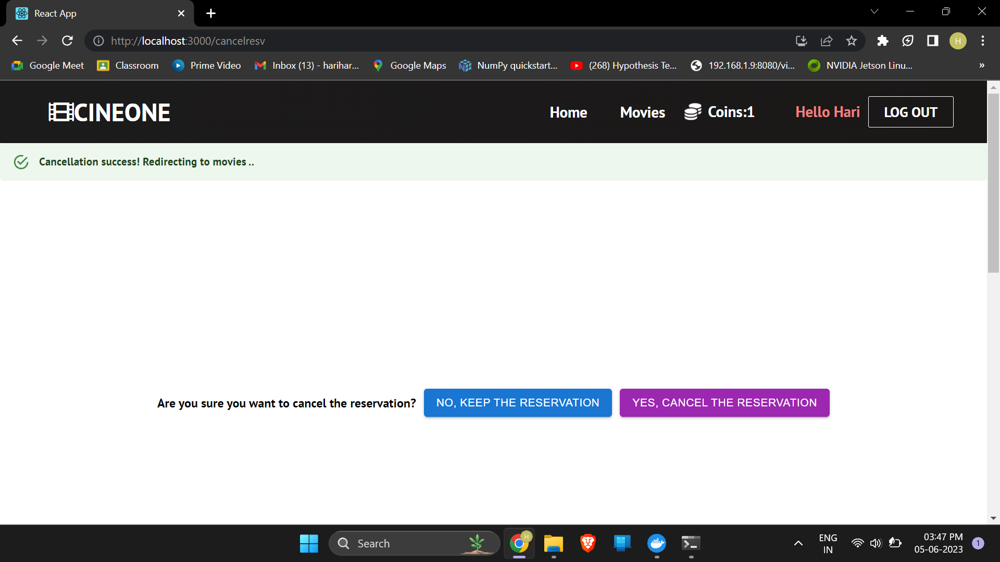 React App
http://localhost:3000/cancelresv
H
Google Meet Classroom Prime Video Inbox (13) - harihar... Google Maps NumPy quickstart... (268) Hypothesis Te... 192.168.1.9:8080/vi... NVIDIA Jetson Linu... »
CINEONE Home Movies Coins:1 Hello Hari LOG OUT
Cancellation success! Redirecting to movies ..
Are you sure you want to cancel the reservation? NO, KEEP THE RESERVATION YES, CANCEL THE RESERVATION
Search
H
ENG
IN
03:47 PM
05-06-2023
1